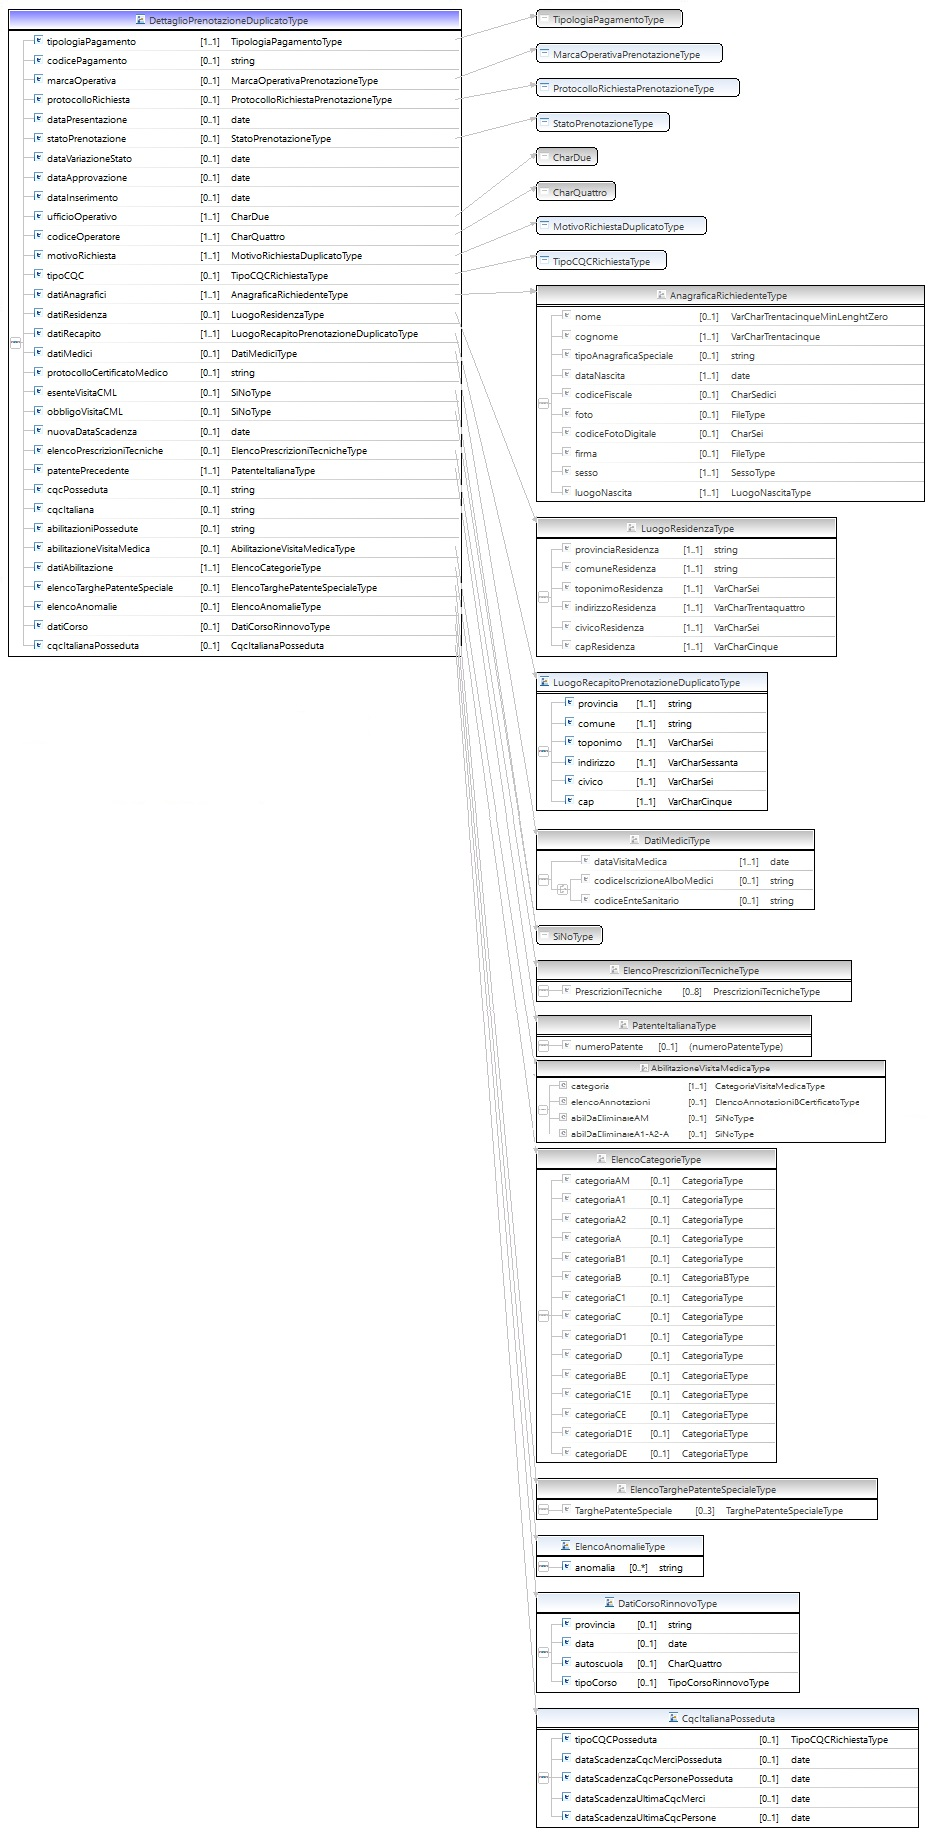 DettaglioPrenotazioneDuplicatoType
tipologiaPagamento [1..1] TipologiaPagamentoType
codicePagamento [0..1] string
marcaOperativa [0..1] MarcaOperativaPrenotazioneType
protocolloRichiesta [0..1] ProtocolloRichiestaPrenotazioneType
dataPresentazione [0..1] date
statoPrenotazione [0..1] StatoPrenotazioneType
dataVariazioneStato [0..1] date
dataApprovazione [0..1] date
dataInserimento [0..1] date
ufficioOperativo [1..1] CharDue
codiceOperatore [1..1] CharQuattro
motivoRichiesta [1..1] MotivoRichiestaDuplicatoType
tipoCQC [0..1] TipoCQCRichiestaType
datiAnagrafici [1..1] AnagraficaRichiedenteType
datiResidenza [0..1] LuogoResidenzaType
datiRecapito [1..1] LuogoRecapitoPrenotazioneDuplicatoType
datiMedici [0..1] DatiMediciType
protocolloCertificatoMedico [0..1] string
esenteVisitaCML [0..1] SiNoType
obbligoVisitaCML [0..1] SiNoType
nuovaDataScadenza [0..1] date
elencoPrescrizioniTecniche [0..1] ElencoPrescrizioniTecnicheType
patentePrecedente [1..1] PatenteItalianaType
cqcPosseduta [0..1] string
cqcItaliana [0..1] string
abilitazioniPossedute [0..1] string
abilitazioneVisitaMedica [0..1] AbilitazioneVisitaMedicaType
datiAbilitazione [1..1] ElencoCategorieType
elencoTarghePatenteSpeciale [0..1] ElencoTarghePatenteSpecialeType
elencoAnomalie [0..1] ElencoAnomalieType
datiCorso [0..1] DatiCorsoRinnovoType
cqcItalianaPosseduta [0..1] CqcItalianaPosseduta
TipologiaPagamentoType
MarcaOperativaPrenotazioneType
ProtocolloRichiestaPrenotazioneType
StatoPrenotazioneType
CharDue
CharQuattro
MotivoRichiestaDuplicatoType
TipoCQCRichiestaType
AnagraficaRichiedenteType
nome [0..1] VarCharTrentacinqueMinLenghtZero
cognome [1..1] VarCharTrentacinque
tipoAnagraficaSpeciale [0..1] string
dataNascita [1..1] date
codiceFiscale [0..1] CharSedici
foto [0..1] FileType
codiceFotoDigitale [0..1] CharSei
firma [0..1] FileType
sesso [1..1] SessoType
luogoNascita [1..1] LuogoNascitaType
LuogoResidenzaType
provinciaResidenza [1..1] string
comuneResidenza [1..1] string
toponimoResidenza [1..1] VarCharSei
indirizzoResidenza [1..1] VarCharTrentaquattro
civicoResidenza [1..1] VarCharSei
capResidenza [1..1] VarCharCinque
LuogoRecapitoPrenotazioneDuplicatoType
provincia [1..1] string
comune [1..1] string
toponimo [1..1] VarCharSei
indirizzo [1..1] VarCharSessanta
civico [1..1] VarCharSei
cap [1..1] VarCharCinque
DatiMediciType
dataVisitaMedica [1..1] date
codiceIscrizioneAlboMedici [0..1] string
codiceEnteSanitario [0..1] string
SiNoType
ElencoPrescrizioniTecnicheType
PrescrizioniTecniche [0..8] PrescrizioniTecnicheType
PatenteItalianaType
numeroPatente [0..1] (numeroPatenteType)
AbilitazioneVistaMedicaType
categoria [1..1] CategoriaVisitaMedicaType
elencoAnnotazioni [0..1] ElencoAnnotazioniBCertificatoType
abilDaEliminareAM [0..1] SiNoType
abilDaEliminareA1-A2-A [0..1] SiNoType
ElencoCategorieType
categoriaAM [0..1] CategoriaType
categoriaA1 [0..1] CategoriaType
categoriaA2 [0..1] CategoriaType
categoriaA [0..1] CategoriaType
categoriaB1 [0..1] CategoriaType
categoriaB [0..1] CategoriaBType
categoriaC1 [0..1] CategoriaType
categoriaC [0..1] CategoriaType
categoriaD1 [0..1] CategoriaType
categoriaD [0..1] CategoriaType
categoriaBE [0..1] CategoriaEType
categoriaC1E [0..1] CategoriaEType
categoriaCE [0..1] CategoriaEType
categoriaD1E [0..1] CategoriaEType
categoriaDE [0..1] CategoriaEType
ElencoTarghePatenteSpecialeType
TarghePatenteSpeciale [0..3] TarghePatenteSpecialeType
ElencoAnomalieType
anomalia [0..*] string
DatiCorsoRinnovoType
provincia [0..1] string
data [0..1] date
autoscuola [0..1] CharQuattro
tipoCorso [0..1] TipoCorsoRinnovoType
CqcItalianaPosseduta
tipoCQCPosseduta [0..1] TipoCQCRichiestaType
dataScadenzaCqcMerciPosseduta [0..1] date
dataScadenzaCqcPersonePosseduta [0..1] date
dataScadenzaUltimaCqcMerci [0..1] date
dataScadenzaUltimaCqcPersone [0..1] date